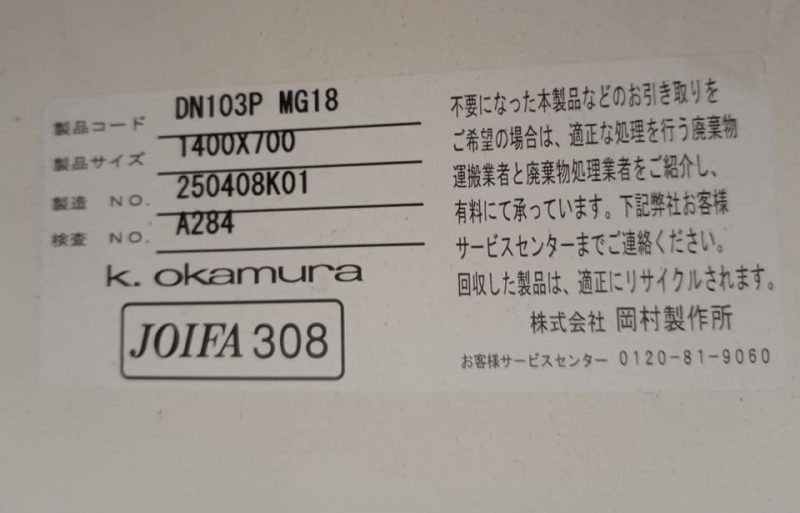 製品コード DN103P MG18
製品サイズ 1400X700
製造 NO. 250408K01
検査 NO. A284
k. okamura
JOIFA 308
不要になった本製品などのお引き取りを
ご希望の場合は、適正な処理を行う廃棄物
運搬業者と廃棄物処理業者をご紹介し、
有料にて承っています。下記弊社お客様
サービスセンターまでご連絡ください。
回収した製品は、適正にリサイクルされます。
株式会社 岡村製作所
お客様サービスセンター 0120-81-9060